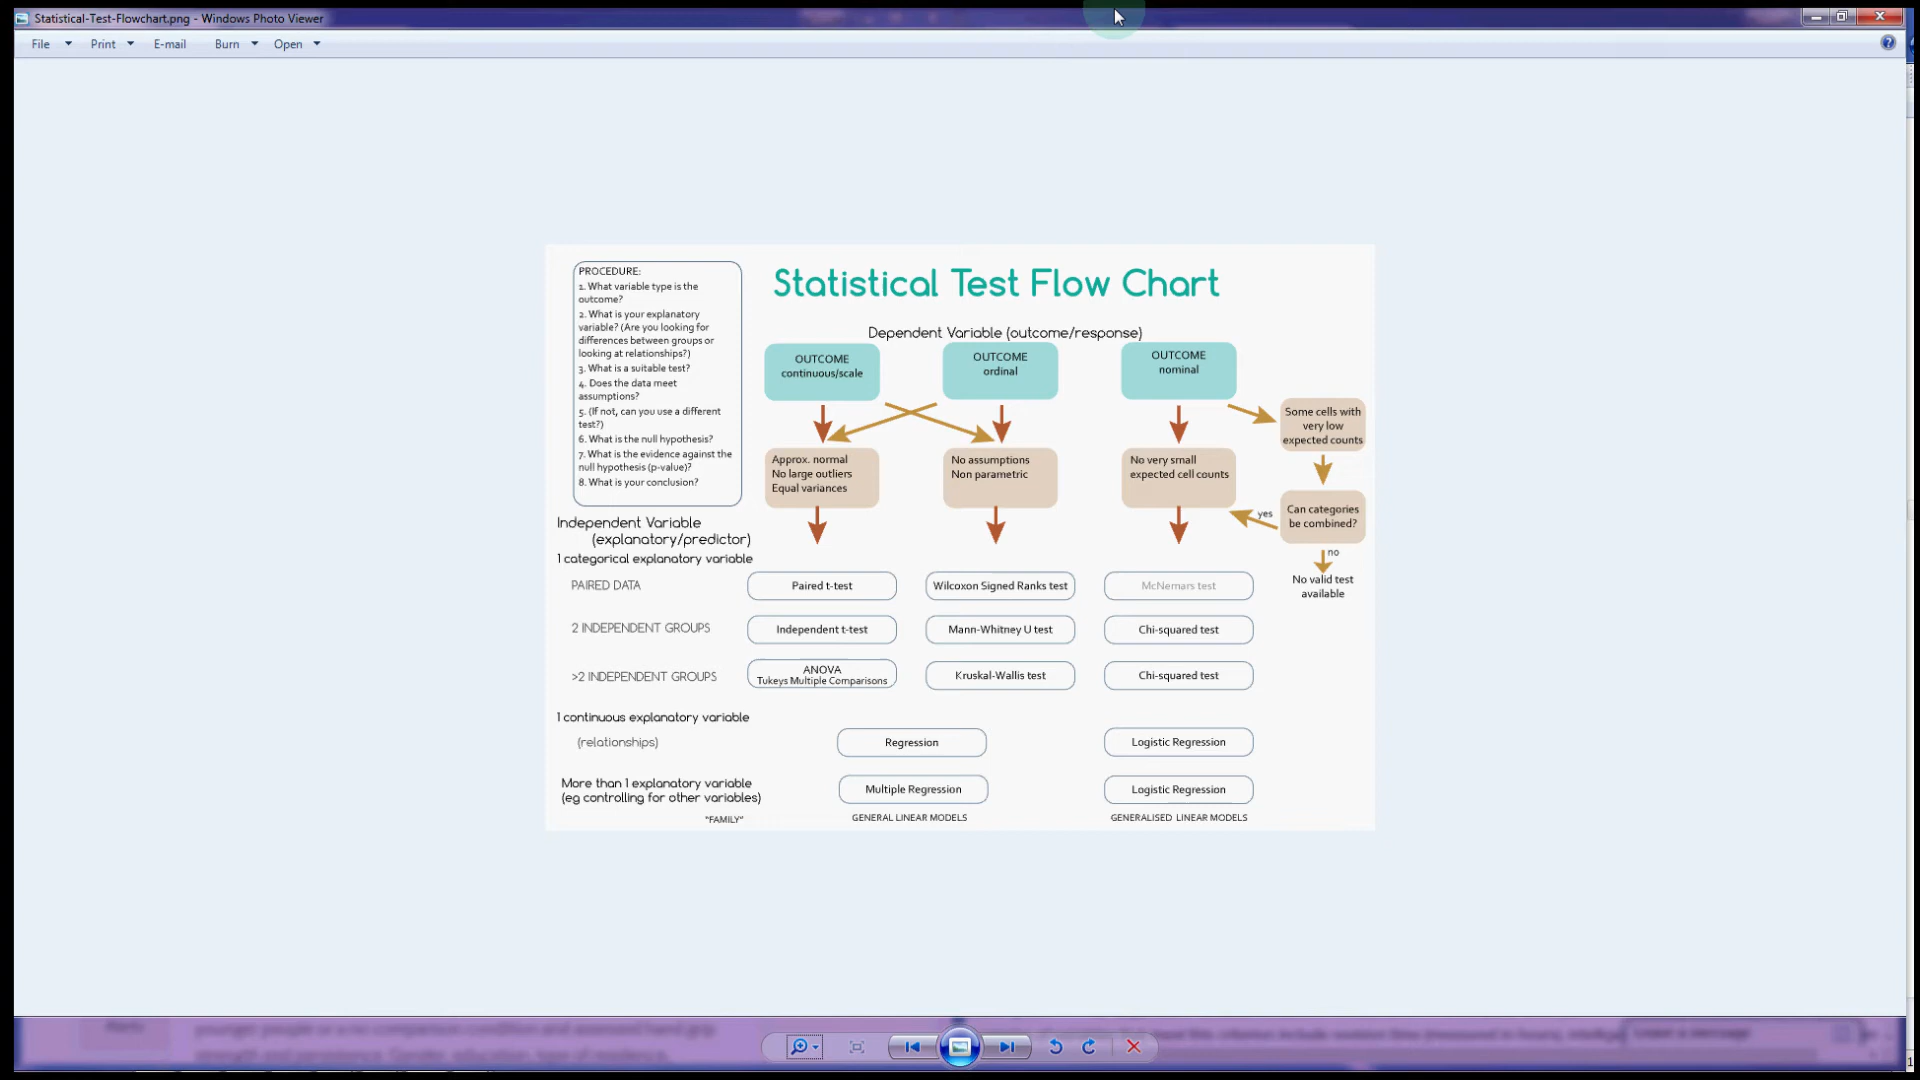 Statistical-Test-Flowchart.png - Windows Photo Viewer
File Print E-mail Burn Open
PROCEDURE:
1. What variable type is the
outcome?
2. What is your explanatory
variable? (Are you looking for
differences between groups or
looking at relationships?)
3. What is a suitable test?
4. Does the data meet
assumptions?
5. (If not, can you use a different
test?)
6. What is the null hypothesis?
7. What is the evidence against the
null hypothesis (p-value)?
8. What is your conclusion?
Statistical Test Flow Chart
Dependent Variable (outcome/response)
OUTCOME
continuous/scale
OUTCOME
ordinal
OUTCOME
nominal
Some cells with
very low
expected counts
Approx. normal
No large outliers
Equal variances
No assumptions
Non parametric
No very small
expected cell counts
Can categories
be combined?
yes
no
No valid test
available
Independent Variable
(explanatory/predictor)
1 categorical explanatory variable
PAIRED DATA
Paired t-test
Wilcoxon Signed Ranks test
McNemars test
2 INDEPENDENT GROUPS
Independent t-test
Mann-Whitney U test
Chi-squared test
>2 INDEPENDENT GROUPS
ANOVA
Tukeys Multiple Comparisons
Kruskal-Wallis test
Chi-squared test
1 continuous explanatory variable
(relationships)
Regression
Logistic Regression
More than 1 explanatory variable
(eg controlling for other variables)
Multiple Regression
Logistic Regression
"FAMILY"
GENERAL LINEAR MODELS
GENERALISED LINEAR MODELS